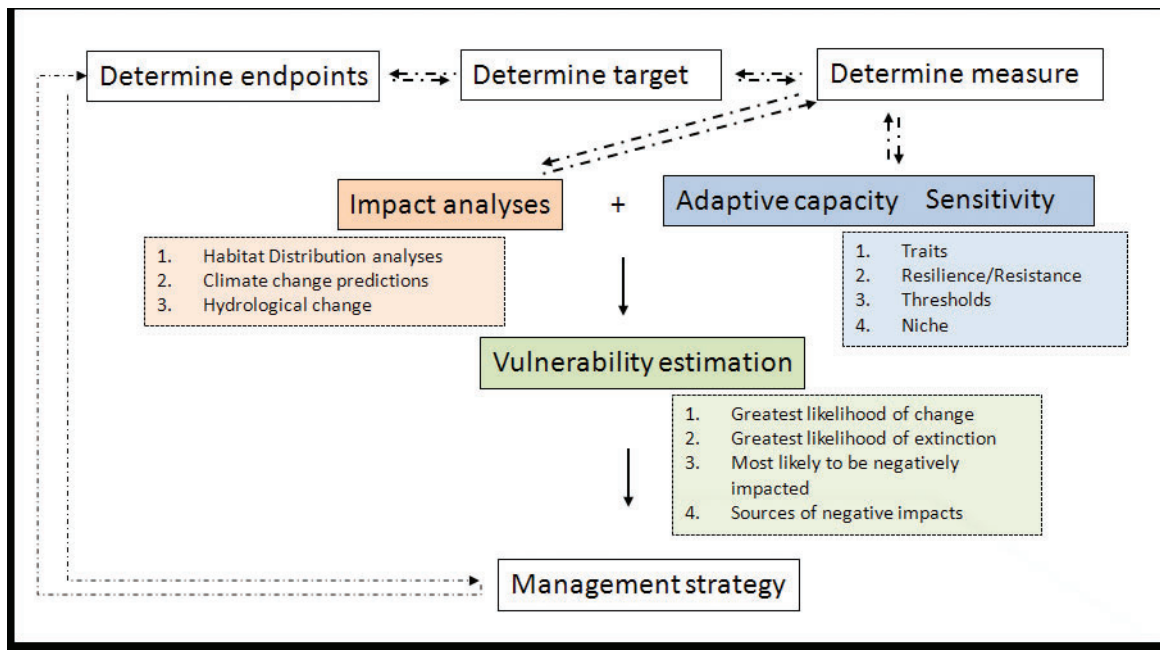 Determine endpoints
Determine target
Determine measure
Impact analyses
+
Adaptive capacity Sensitivity
1. Habitat Distribution analyses
2. Climate change predictions
3. Hydrological change
1. Traits
2. Resilience/Resistance
3. Thresholds
4. Niche
Vulnerability estimation
1. Greatest likelihood of change
2. Greatest likelihood of extinction
3. Most likely to be negatively
impacted
4. Sources of negative impacts
Management strategy